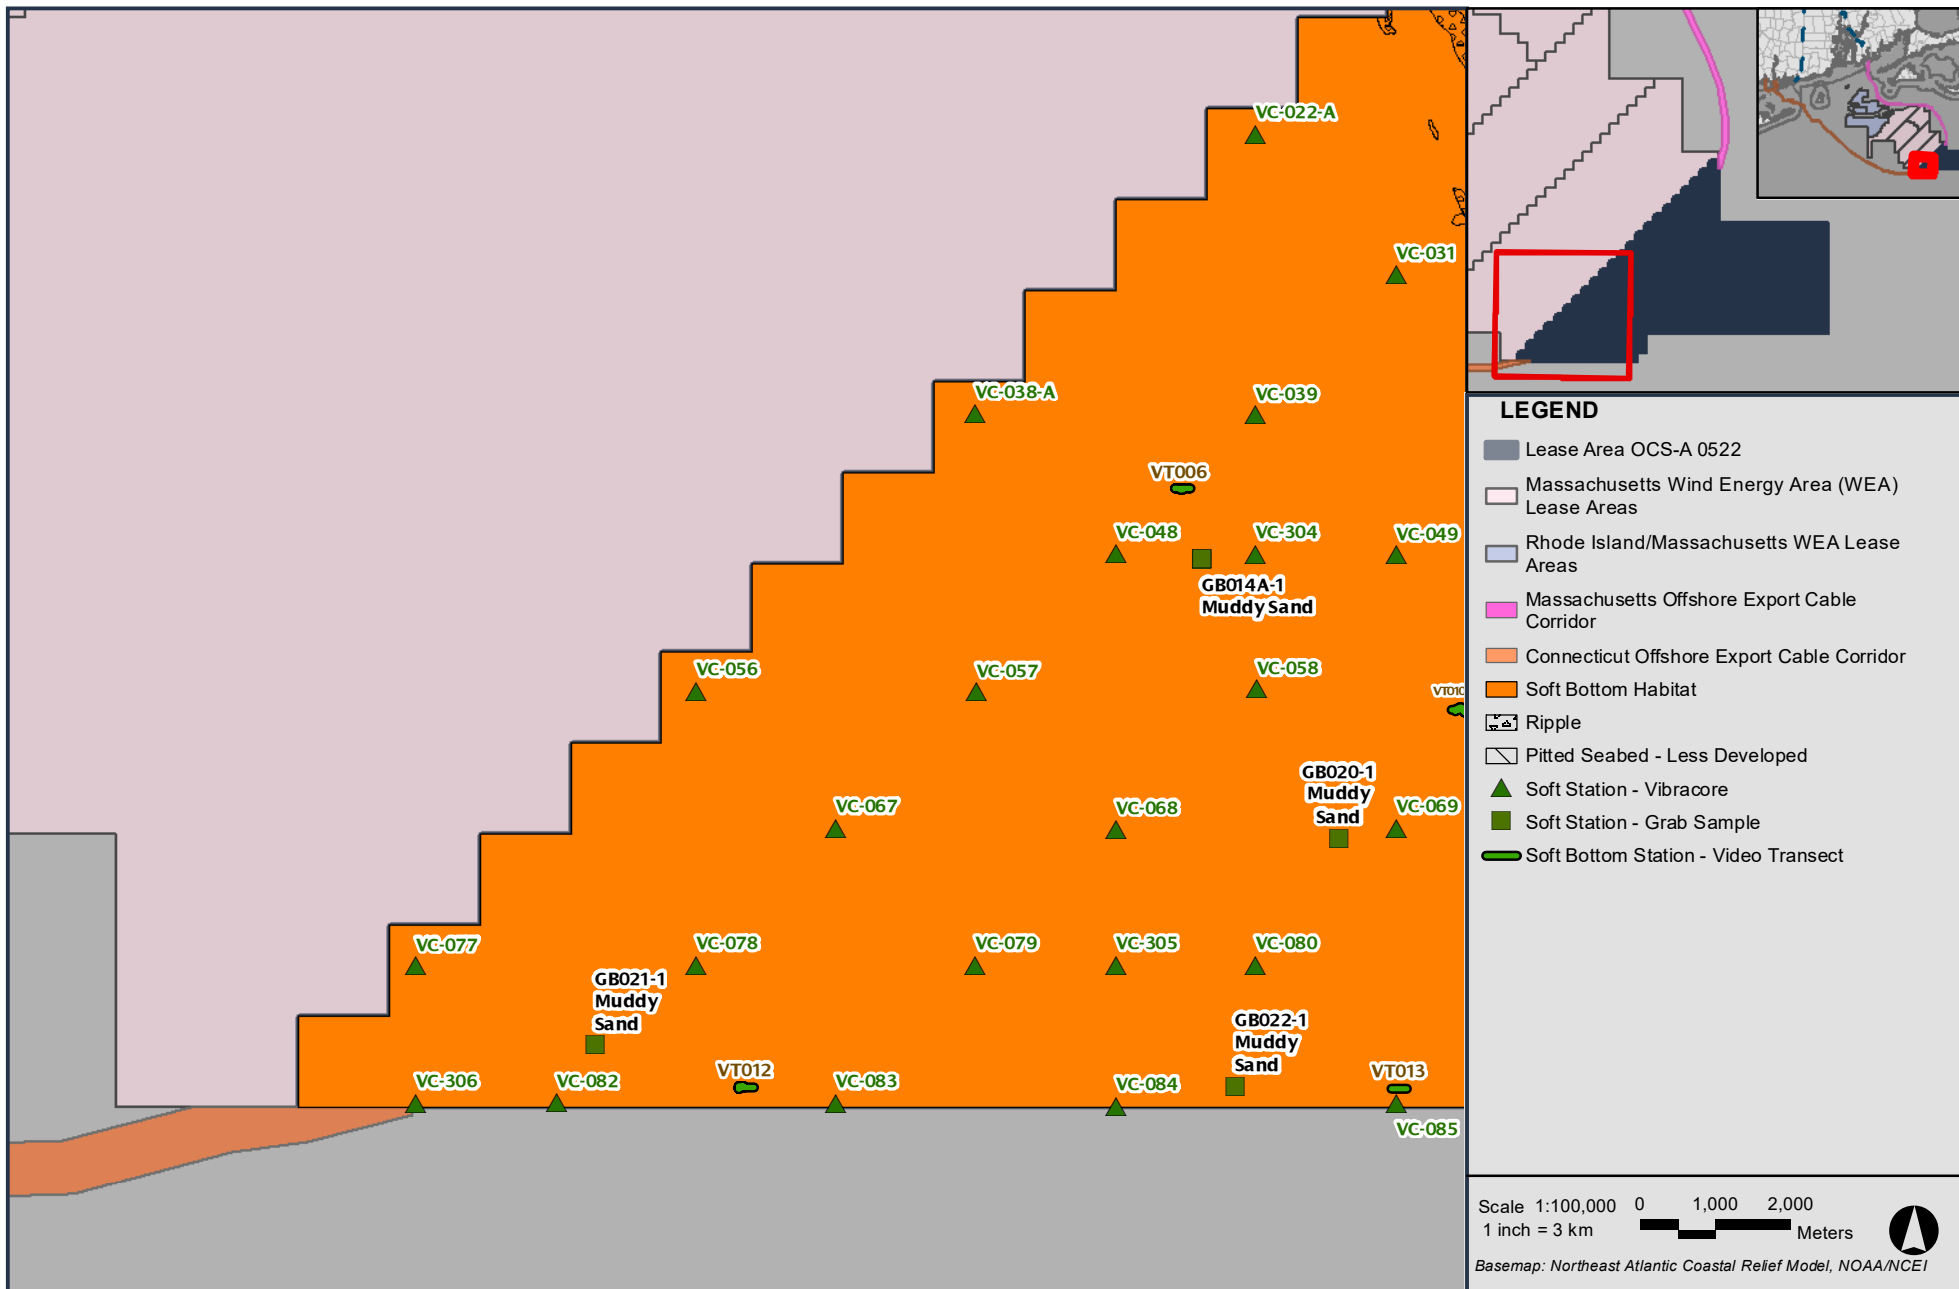 VC-022-A
VC-031
VC-038-A
VC-039
VT006
VC-048
VC-304
VC-049
GB014A-1
Muddy Sand
VC-056
VC-057
VC-058
VT010
GB020-1
Muddy
Sand
VC-067
VC-068
VC-069
VC-077
VC-078
VC-079
VC-305
VC-080
GB021-1
Muddy
Sand
GB022-1
Muddy
Sand
VC-306
VC-082
VT012
VC-083
VC-084
VT013
VC-085
LEGEND
Lease Area OCS-A 0522
Massachusetts Wind Energy Area (WEA)
Lease Areas
Rhode Island/Massachusetts WEA Lease
Areas
Massachusetts Offshore Export Cable
Corridor
Connecticut Offshore Export Cable Corridor
Soft Bottom Habitat
Ripple
Pitted Seabed - Less Developed
Soft Station - Vibracore
Soft Station - Grab Sample
Soft Bottom Station - Video Transect
Scale 1:100,000
1 inch = 3 km
0 1,000 2,000
Meters
Basemap: Northeast Atlantic Coastal Relief Model, NOAA/NCEI